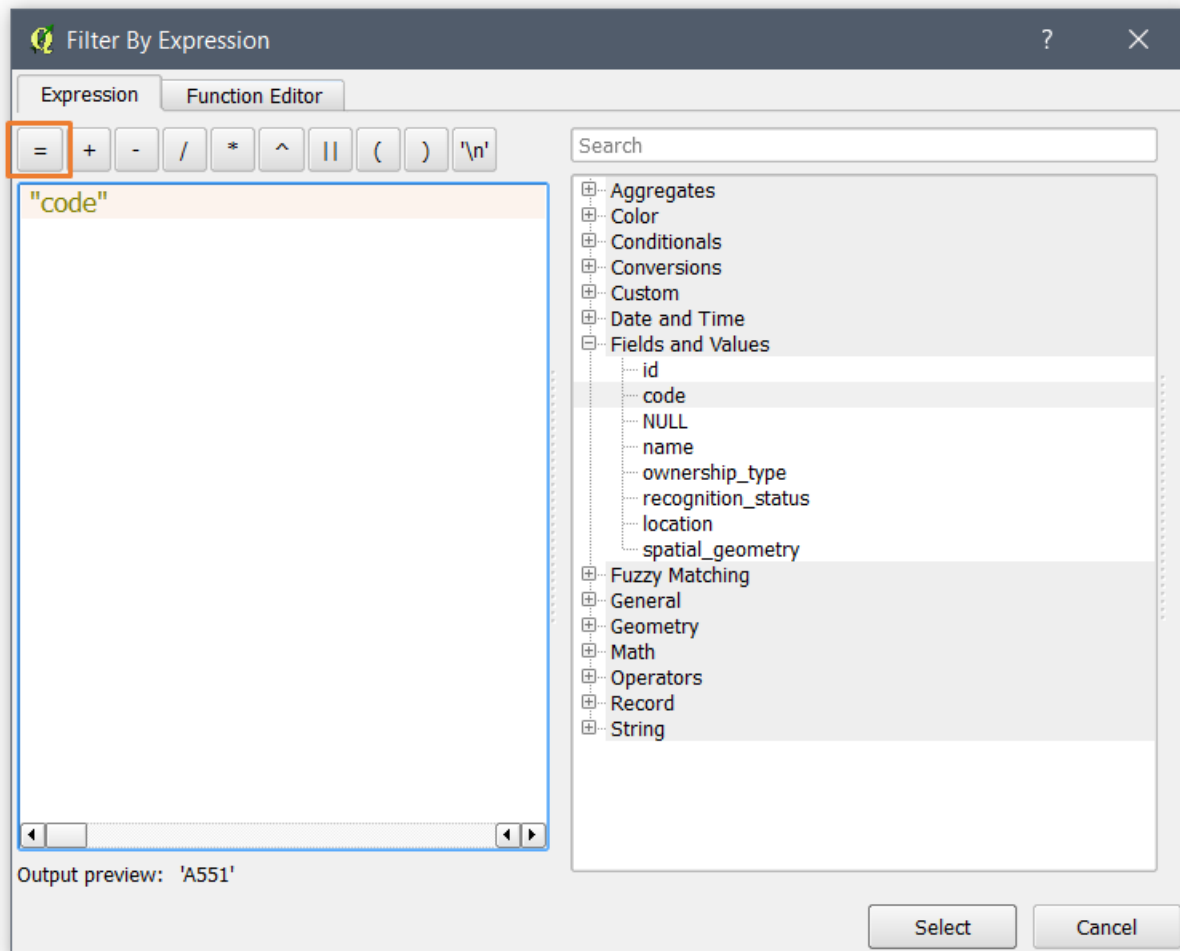 Filter By Expression ?
Expression Function Editor
= + - / * ^ || ( ) '\n'
"code"
Output preview: 'A551'
Search
Aggregates
Color
Conditionals
Conversions
Custom
Date and Time
Fields and Values
id
code
NULL
name
ownership_type
recognition_status
location
spatial_geometry
Fuzzy Matching
General
Geometry
Math
Operators
Record
String
Select Cancel